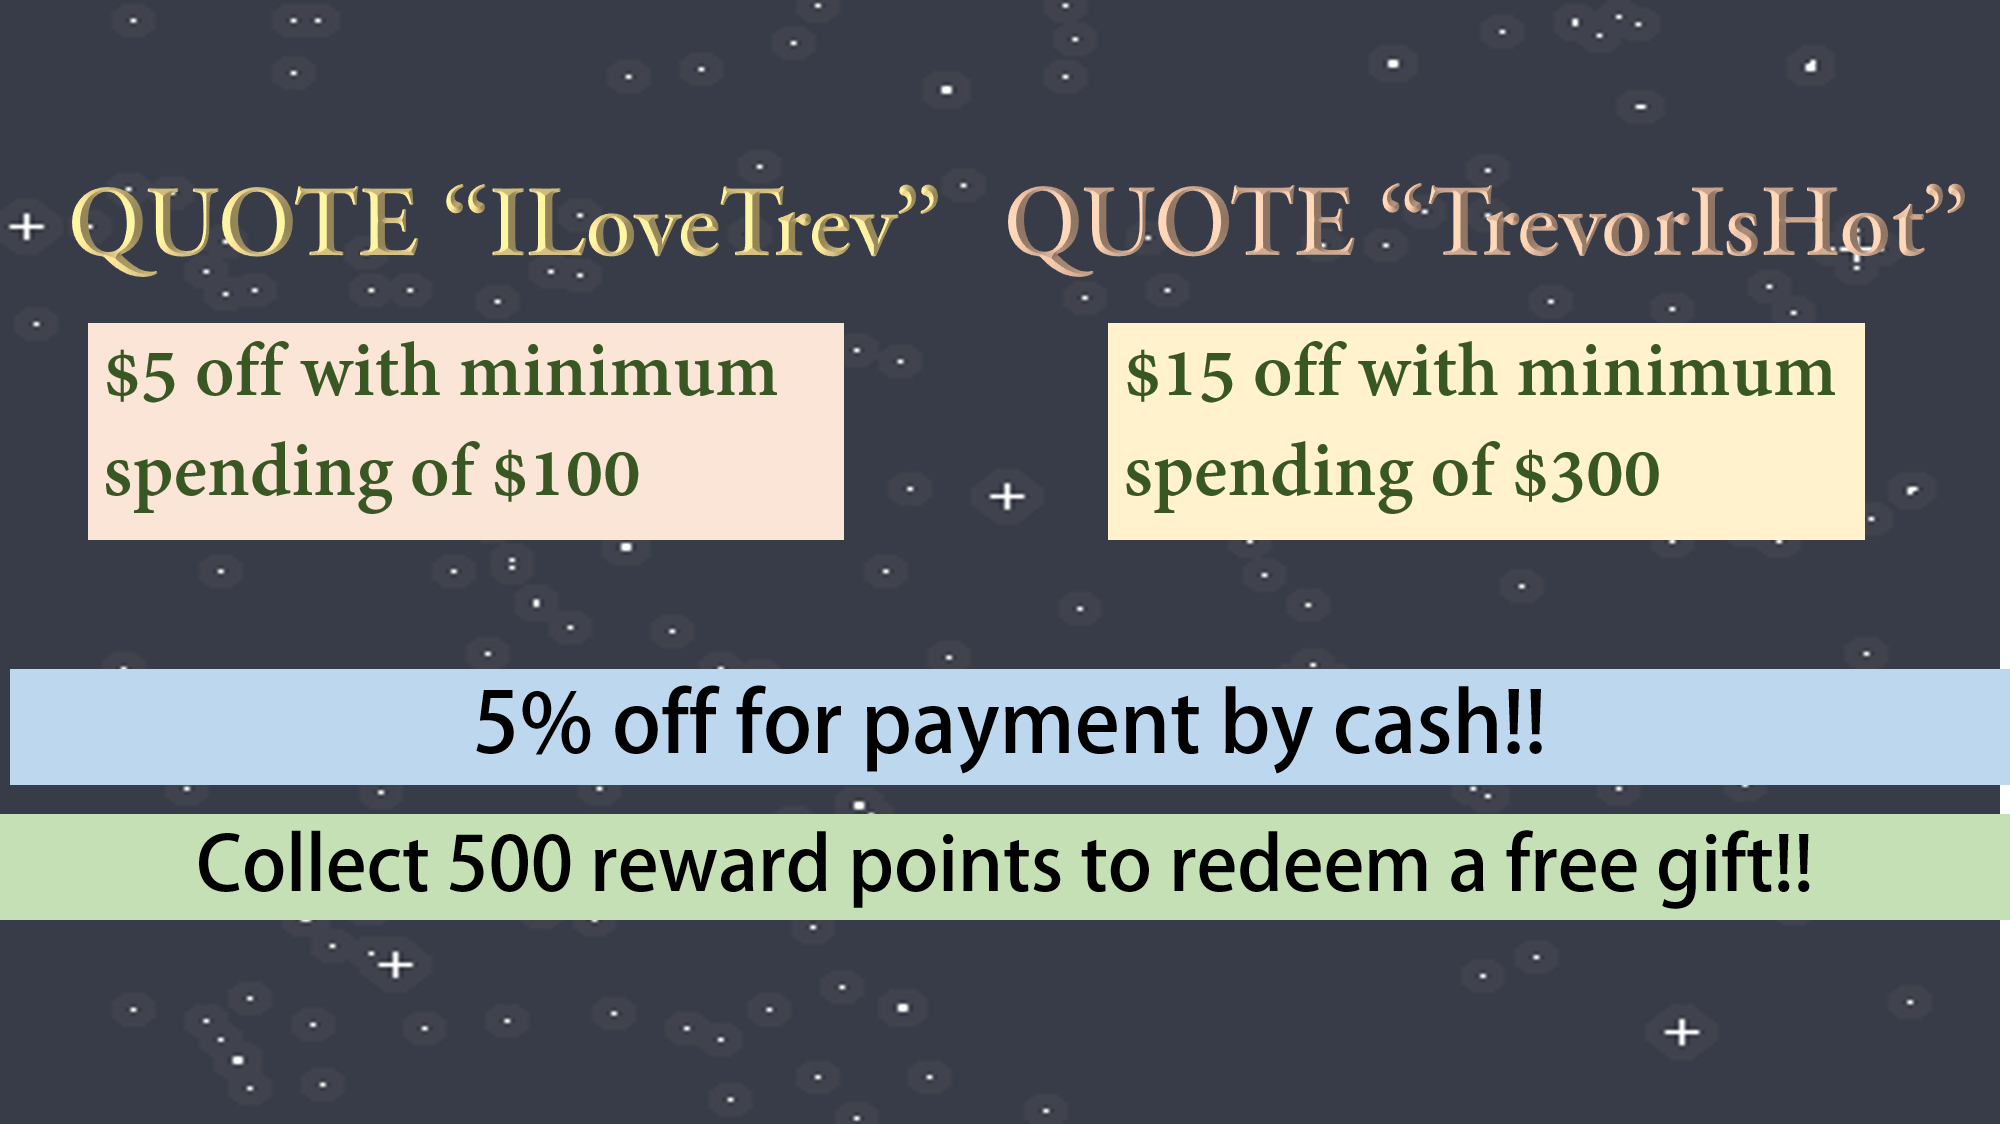 QUOTE “ILoveTrev”
$5 off with minimum
spending of $100
QUOTE “TrevorIsHot”
$15 off with minimum
spending of $300
5% off for payment by cash!!
Collect 500 reward points to redeem a free gift!!